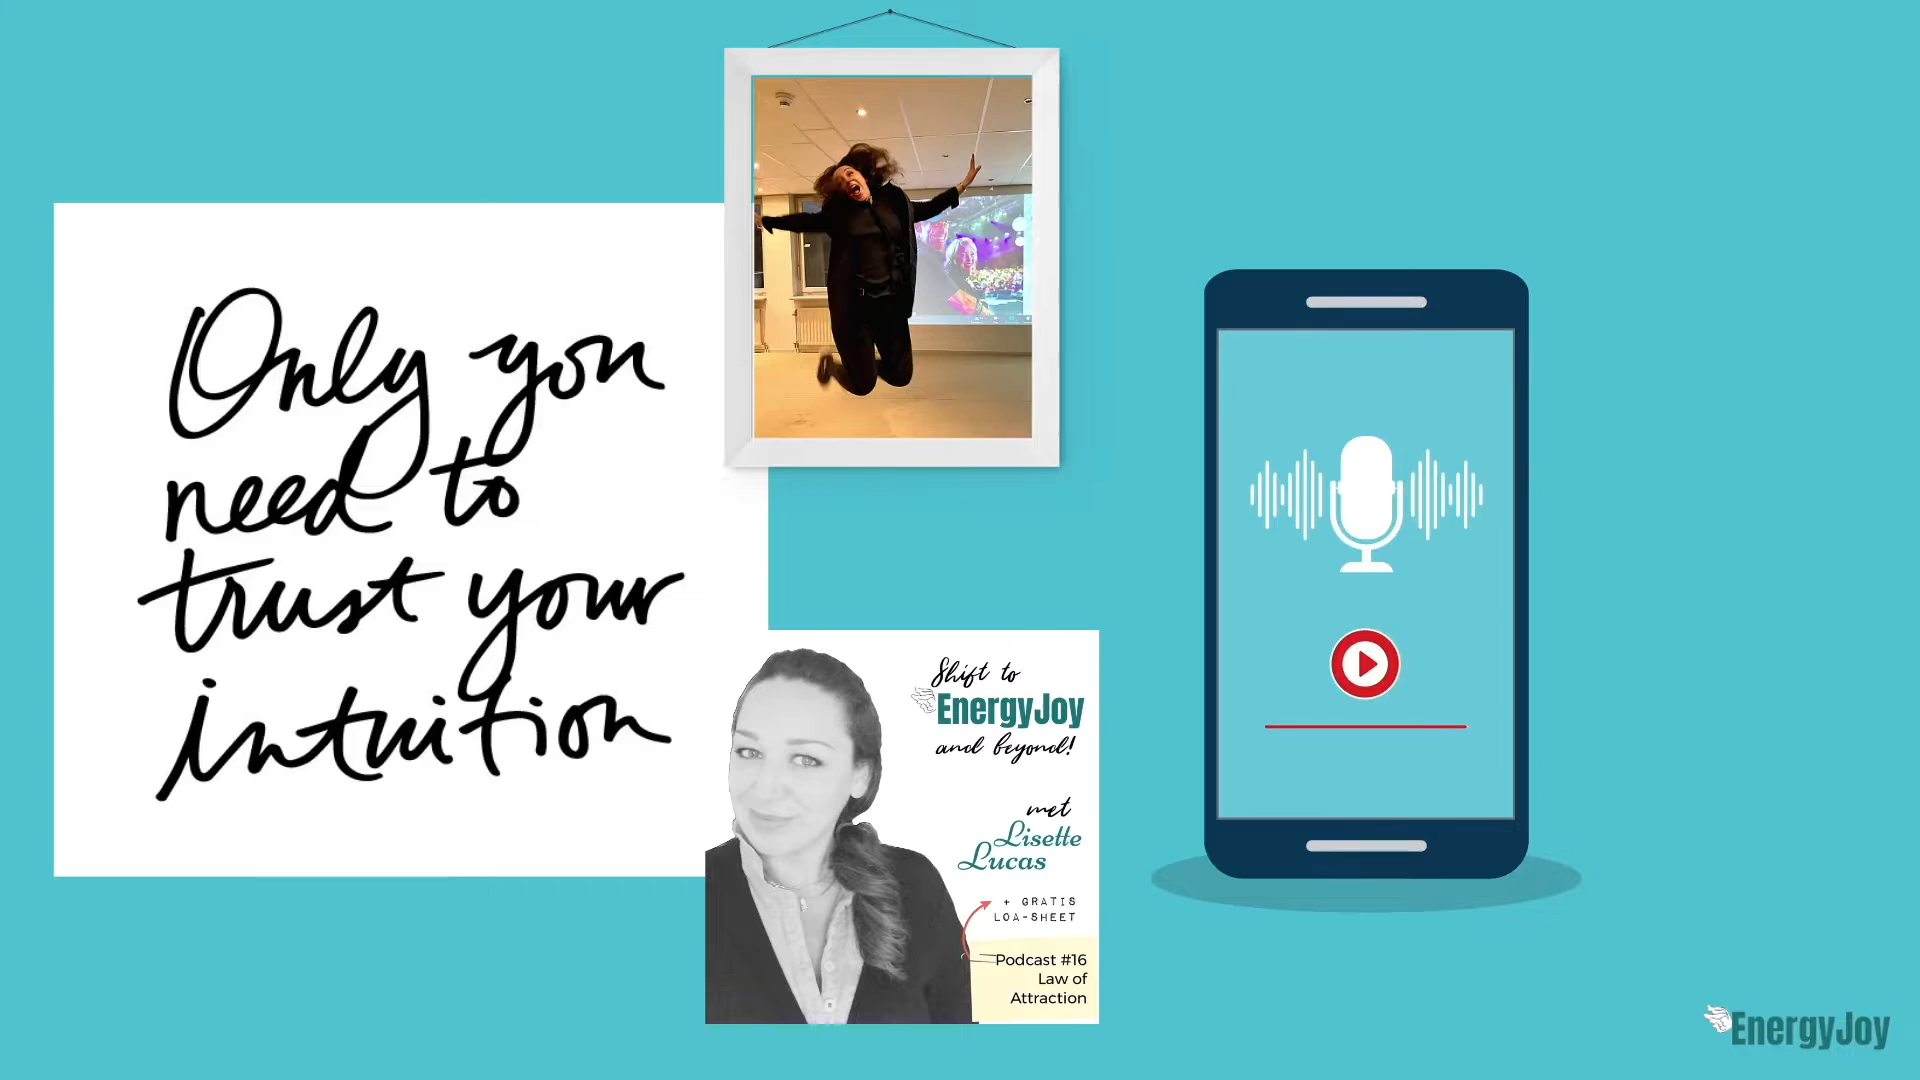 Only you
need to
trust your
intuition
Shift to
EnergyJoy
and beyond!
met
Lisette
Lucas
+ GRATIS
LOA-SHEET
Podcast #16
Law of
Attraction
EnergyJoy